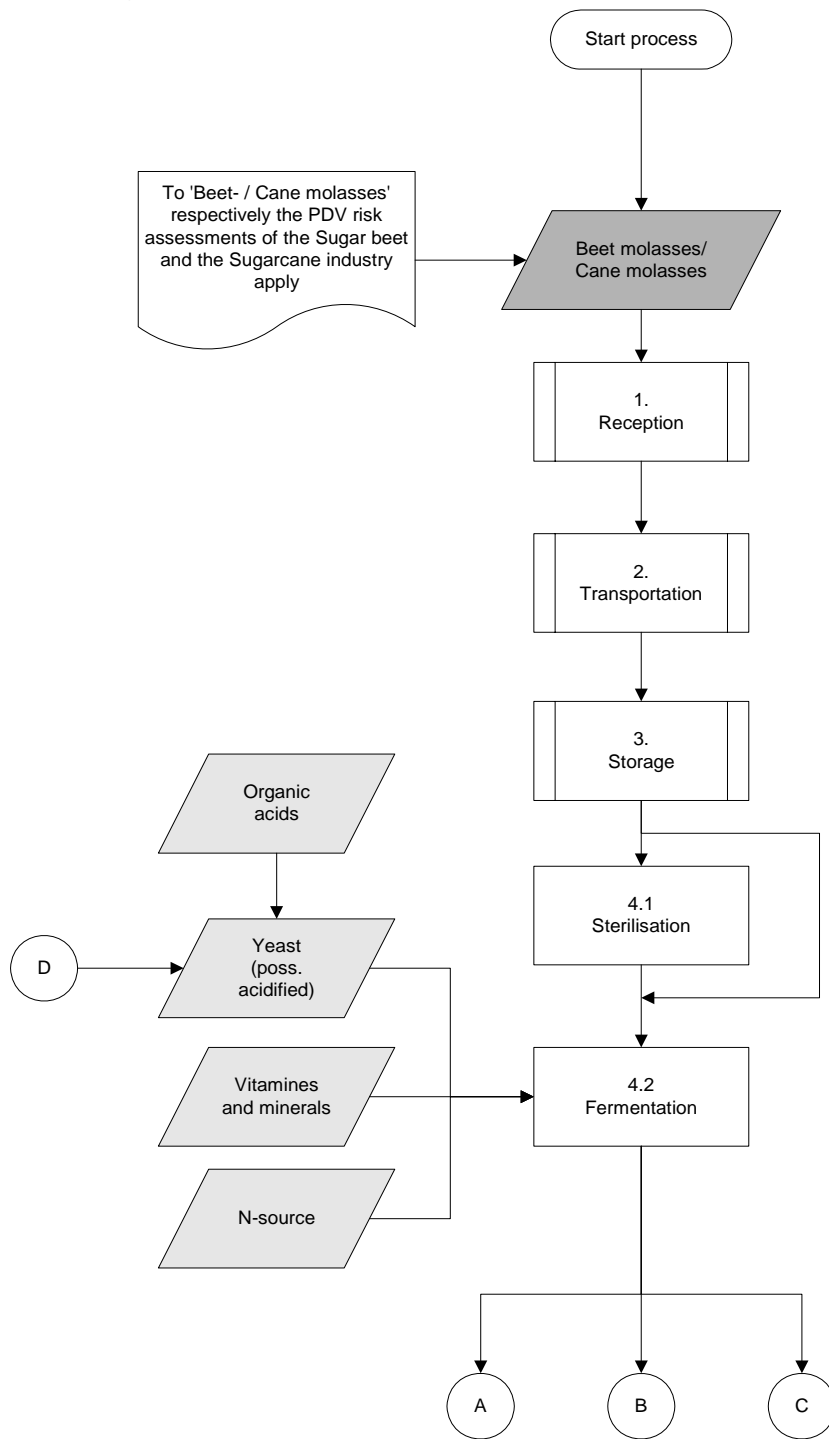 Start process
To 'Beet- / Cane molasses'
respectively the PDV risk
assessments of the Sugar beet
and the Sugarcane industry
apply
Beet molasses/
Cane molasses
1.
Reception
2.
Transportation
3.
Storage
Organic
acids
4.1
Sterilisation
D
Yeast
(poss.
acidified)
Vitamines
and minerals
4.2
Fermentation
N-source
A
B
C